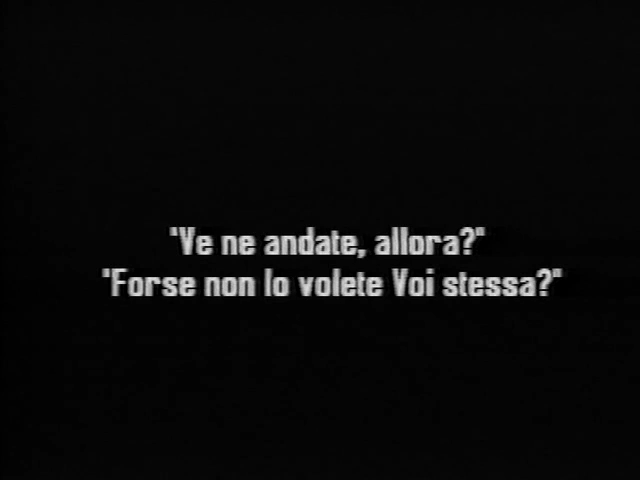 "Ve ne andate, allora?"
"Forse non lo volete Voi stessa?"